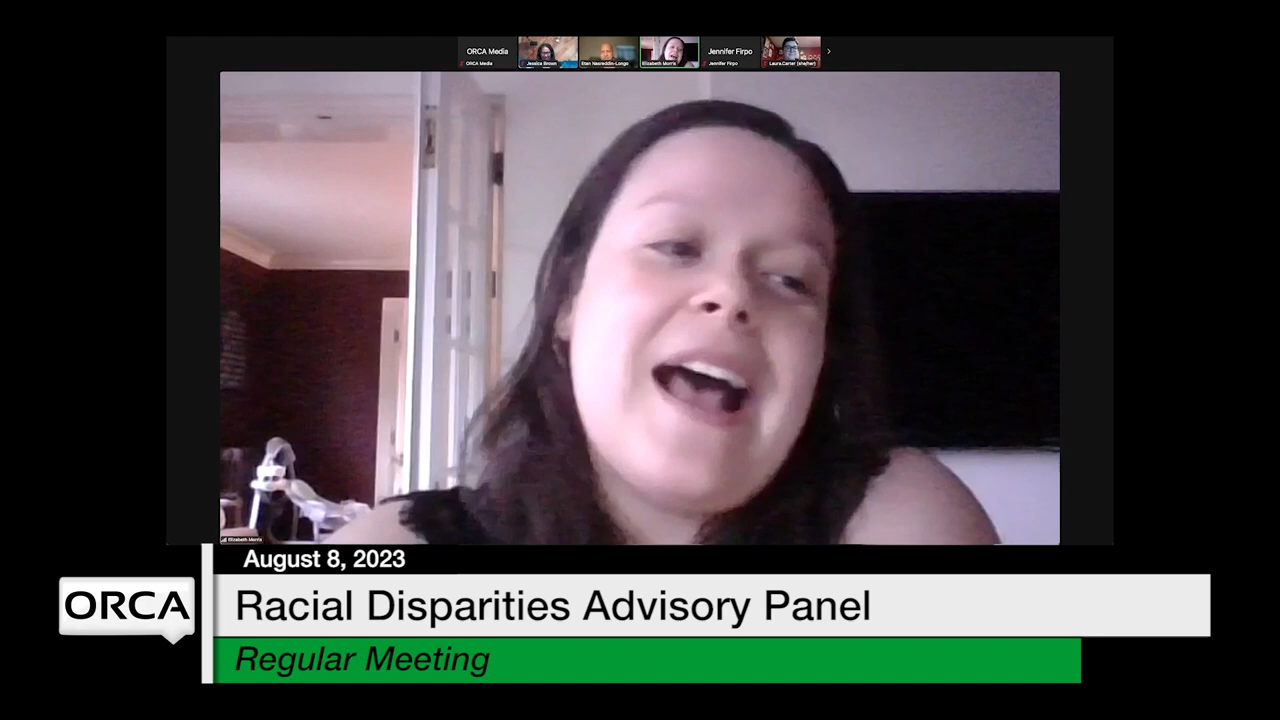 ORCA Media
Jennifer Firpo
ORCA Media
Jessica Brown
Etan Nasreddin-Longo
Elizabeth Morris
Jennifer Firpo
Laura.Carter (she/her)
Elizabeth Morris
August 8, 2023
ORCA
Racial Disparities Advisory Panel
Regular Meeting